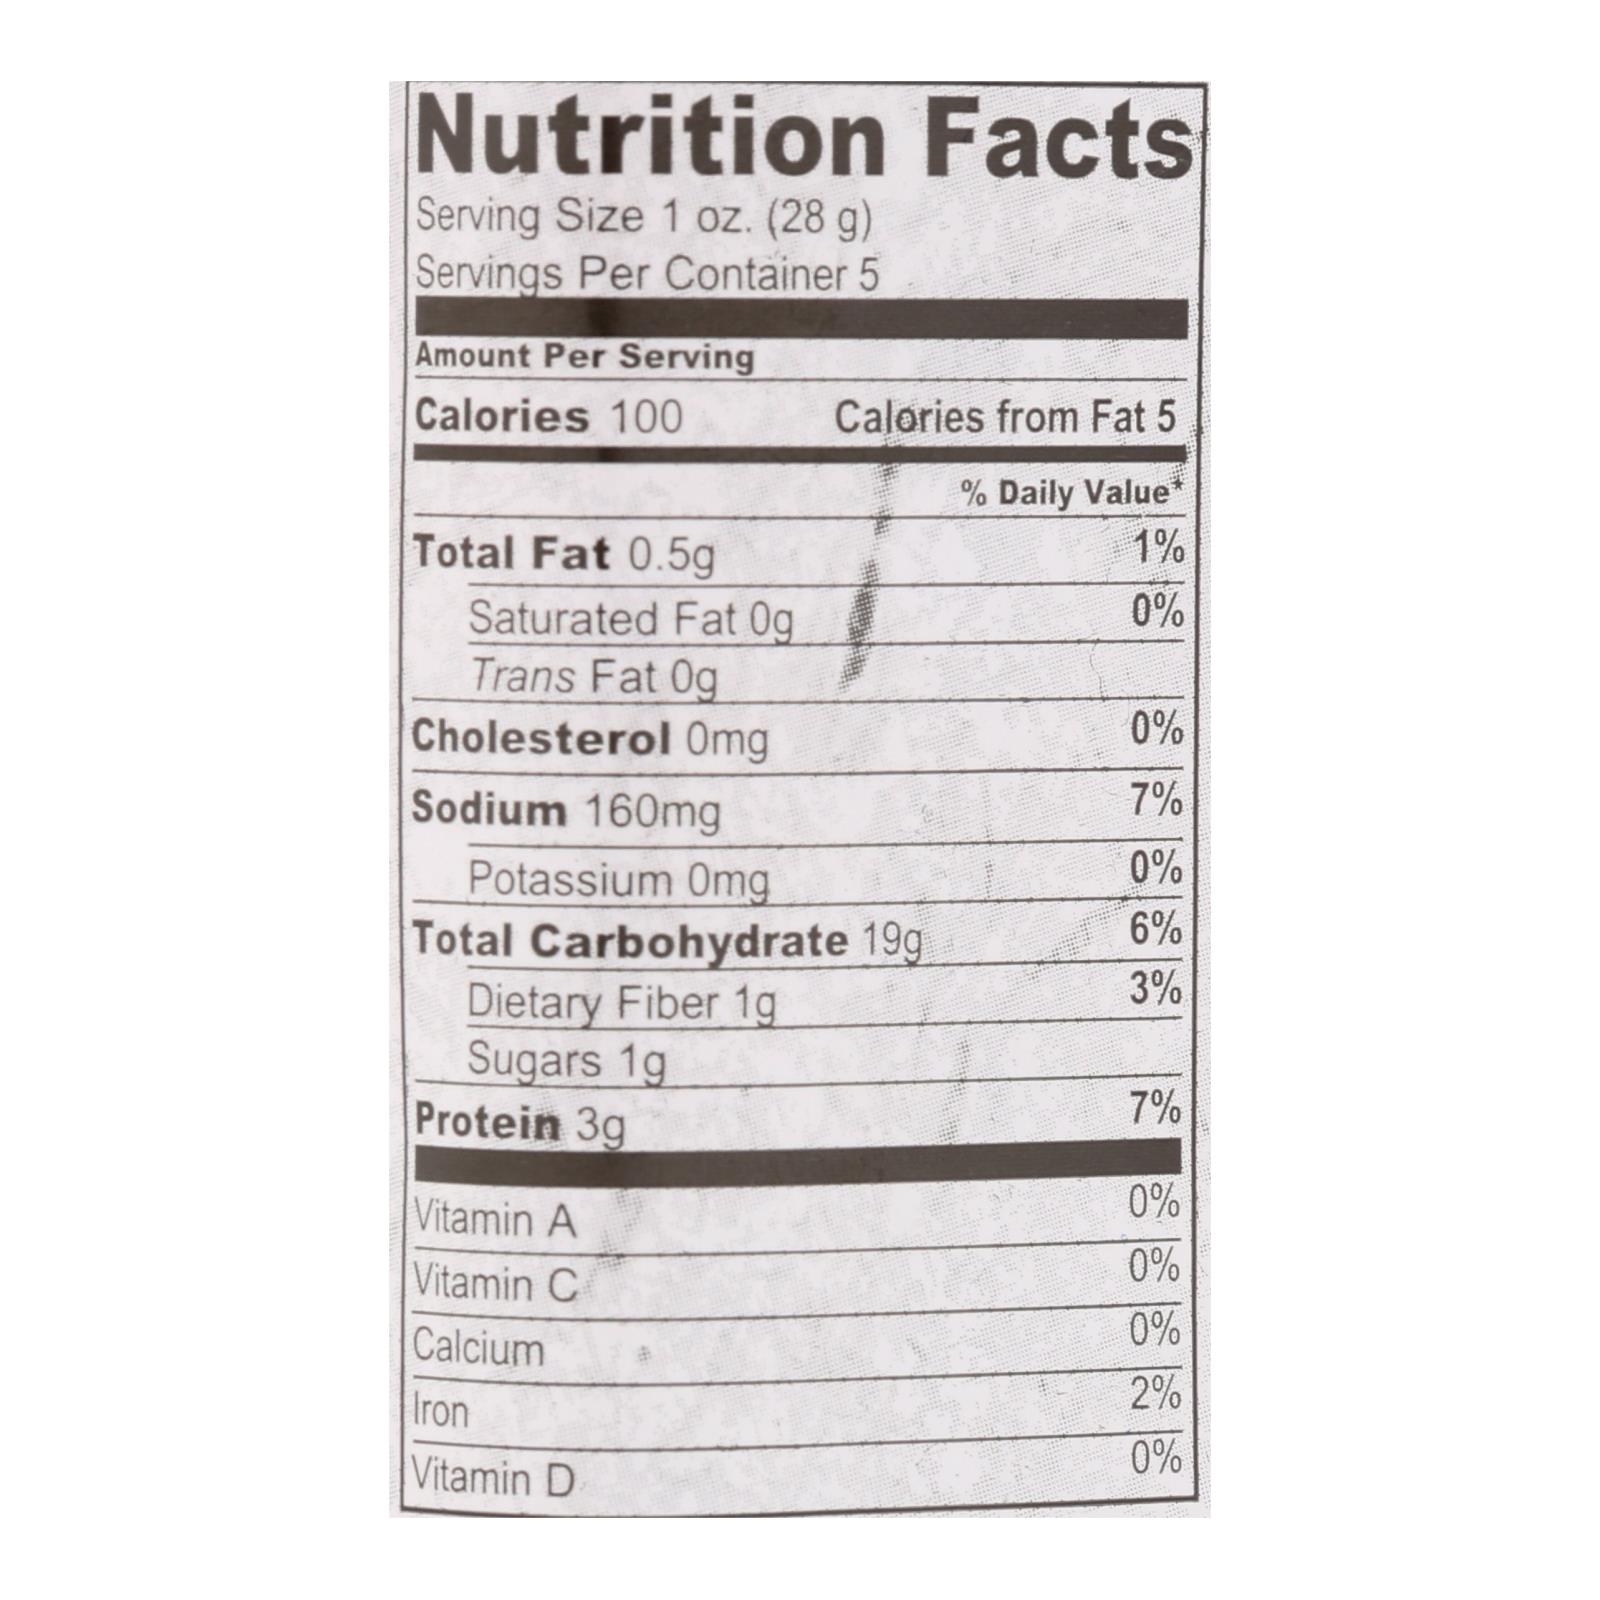 Nutrition Facts
Serving Size 1 oz. (28 g)
Servings Per Container 5
Amount Per Serving
Calories 100 Calories from Fat 5
% Daily Value*
Total Fat 0.5g 1%
Saturated Fat 0g 0%
Trans Fat 0g
Cholesterol 0mg 0%
Sodium 160mg 7%
Potassium 0mg 0%
Total Carbohydrate 19g 6%
Dietary Fiber 1g 3%
Sugars 1g
Protein 3g 7%
Vitamin A 0%
Vitamin C 0%
Calcium 0%
Iron 2%
Vitamin D 0%